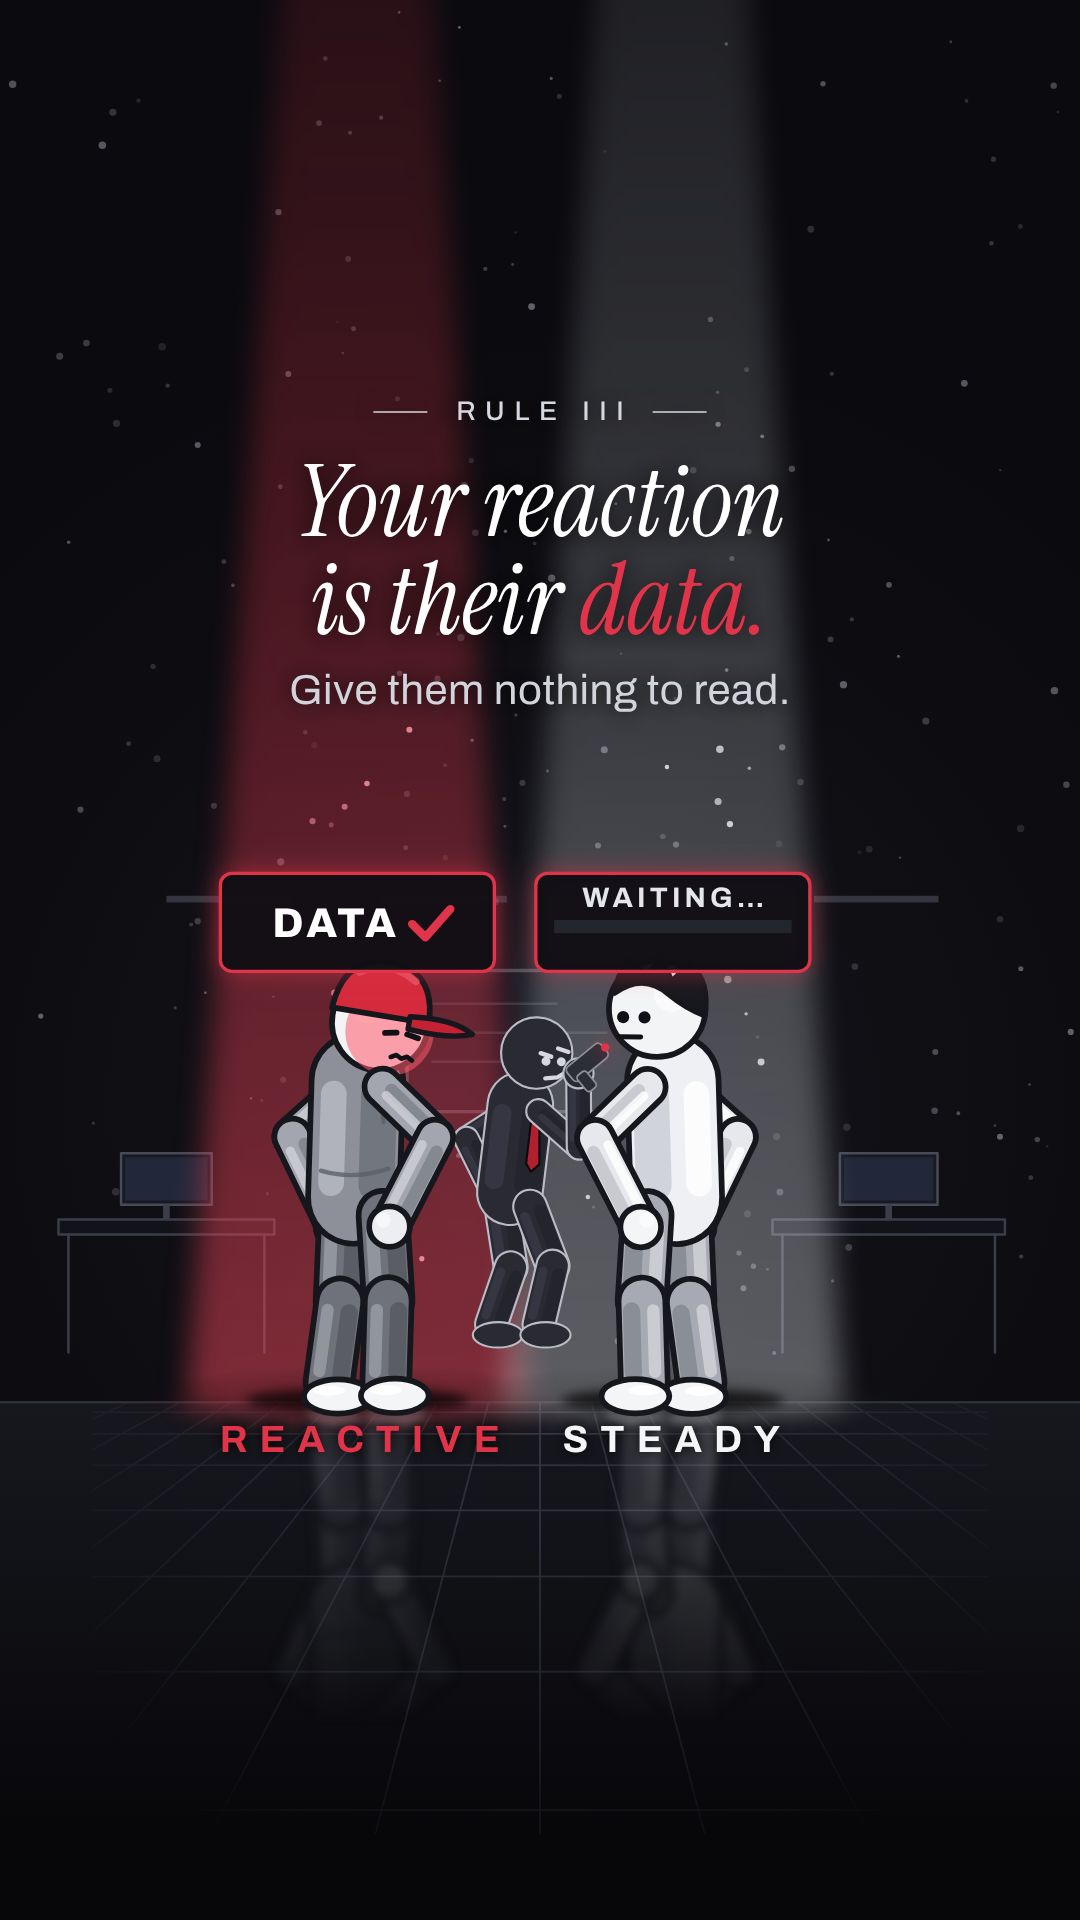 RULE III
Your reaction
is their data.
Give them nothing to read.
DATA
WAITING...
REACTIVE
STEADY